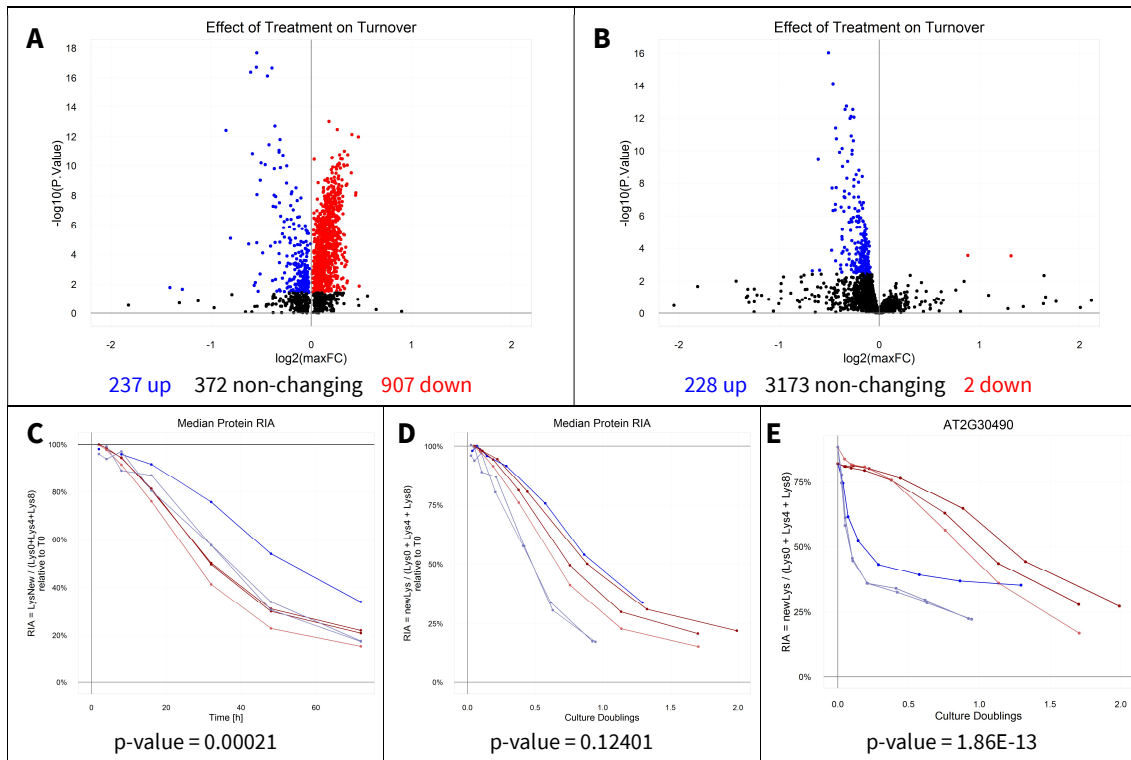 A
Effect of Treatment on Turnover
18
16
14
12
10
8
6
4
2
0
-log10(P.Value)
-2 -1 0 1 2
log2(maxFC)
237 up 372 non-changing 907 down
B
Effect of Treatment on Turnover
16
14
12
10
8
6
4
2
0
-log10(P.Value)
-2 -1 0 1 2
log2(maxFC)
228 up 3173 non-changing 2 down
C
Median Protein RIA
100%
80%
60%
40%
20%
0%
RIA = LysNew / (Lys0+Lys4+Lys8)
relative to T0
0 20 40 60
Time [h]
p-value = 0.00021
D
Median Protein RIA
100%
75%
50%
25%
0%
RIA = newLys / (Lys0 + Lys4 + Lys8)
relative to T0
0.0 0.5 1.0 1.5 2.0
Culture Doublings
p-value = 0.12401
E
AT2G30490
75%
50%
25%
0%
RIA = newLys / (Lys0 + Lys4 + Lys8)
0.0 0.5 1.0 1.5 2.0
Culture Doublings
p-value = 1.86E-13